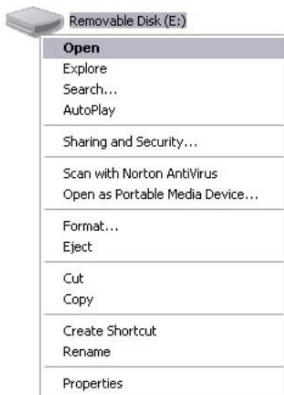 Removable Disk (E:)
Open
Explore
Search...
AutoPlay
Sharing and Security...
Scan with Norton AntiVirus
Open as Portable Media Device...
Format...
Eject
Cut
Copy
Create Shortcut
Rename
Properties